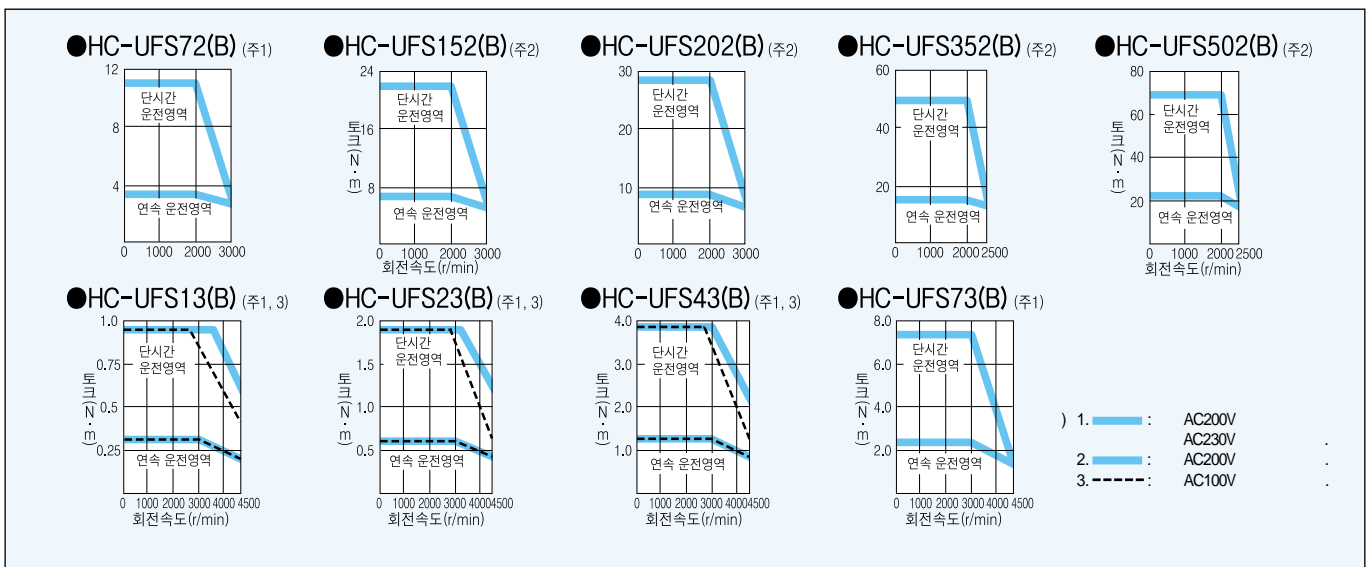 ●HC-UFS72(B) (주1)
12
8
4
단시간
운전영역
연속 운전영역
0 1000 2000 3000
●HC-UFS152(B) (주2)
24
16
8
토크(N·m)
단시간
운전영역
연속 운전영역
0 1000 2000 3000
회전속도(r/min)
●HC-UFS202(B) (주2)
30
20
10
단시간
운전영역
연속 운전영역
0 1000 2000 3000
●HC-UFS352(B) (주2)
60
40
20
단시간
운전영역
연속 운전영역
0 1000 2000 2500
●HC-UFS502(B) (주2)
80
60
40
20
토크(N·m)
단시간
운전영역
연속 운전영역
0 1000 2000 2500
회전속도(r/min)
●HC-UFS13(B) (주1, 3)
1.0
0.75
0.5
0.25
토크(N·m)
단시간
운전영역
연속 운전영역
0 1000 2000 3000 4000 4500
회전속도(r/min)
●HC-UFS23(B) (주1, 3)
2.0
1.5
1.0
0.5
토크(N·m)
단시간
운전영역
연속 운전영역
0 1000 2000 3000 4000 4500
회전속도(r/min)
●HC-UFS43(B) (주1, 3)
4.0
3.0
2.0
1.0
토크(N·m)
단시간
운전영역
연속 운전영역
0 1000 2000 3000 4000 4500
회전속도(r/min)
●HC-UFS73(B) (주1)
8.0
6.0
4.0
2.0
토크(N·m)
단시간
운전영역
연속 운전영역
0 1000 2000 3000 4000 4500
회전속도(r/min)
) 1. : AC200V
AC230V .
2. : AC200V .
3. : AC100V .